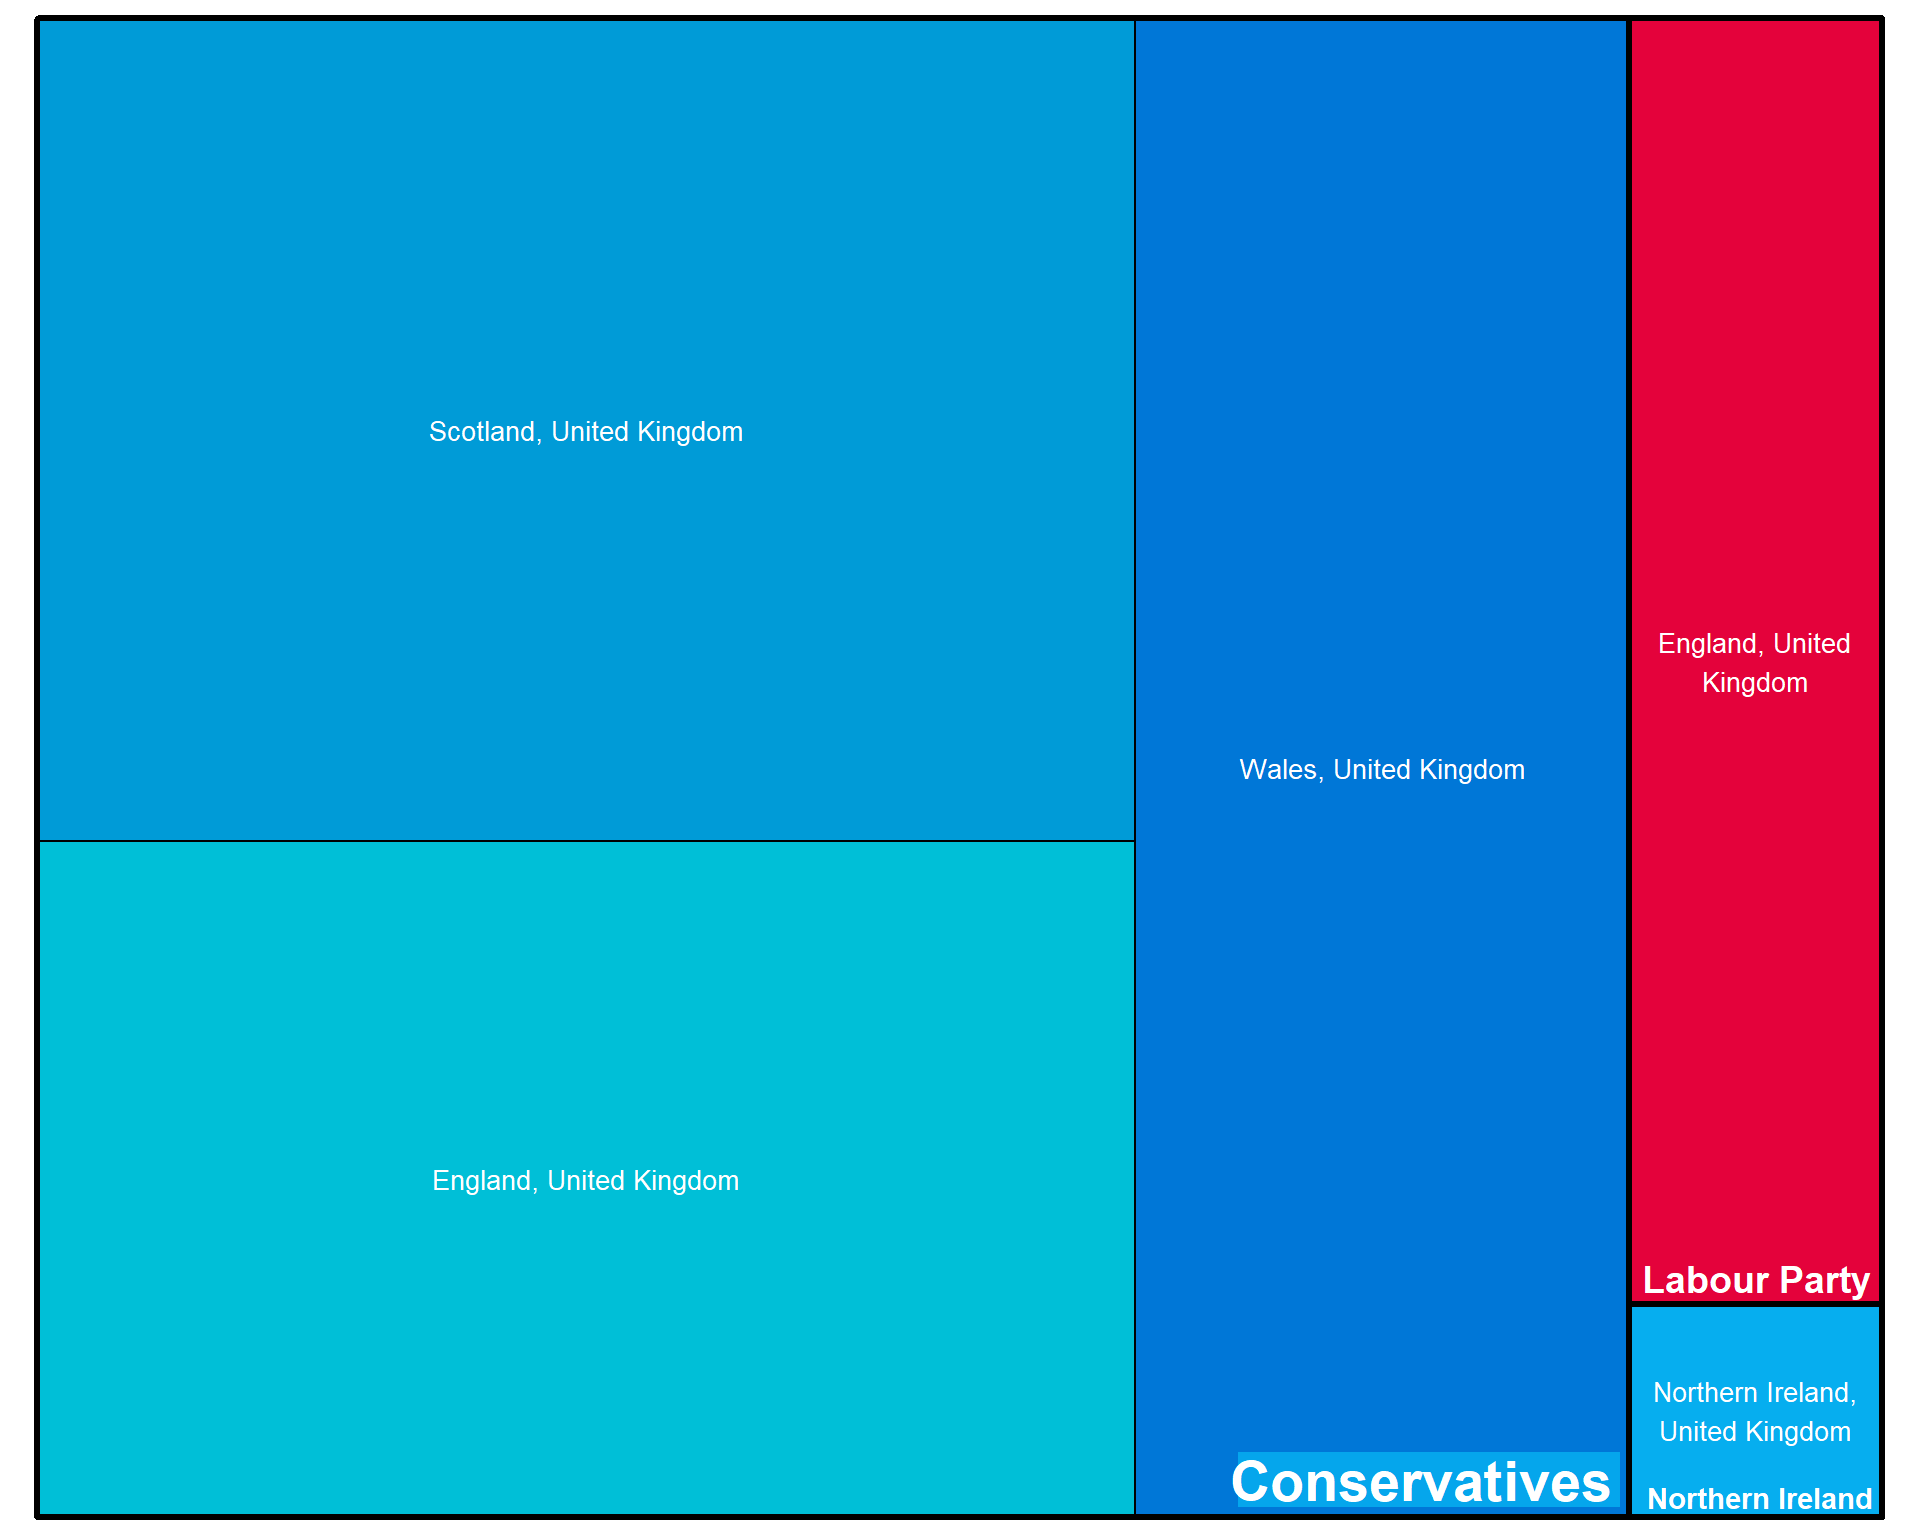 Scotland, United Kingdom
England, United Kingdom
Wales, United Kingdom
Conservatives
England, United
Kingdom
Labour Party
Northern Ireland,
United Kingdom
Northern Ireland